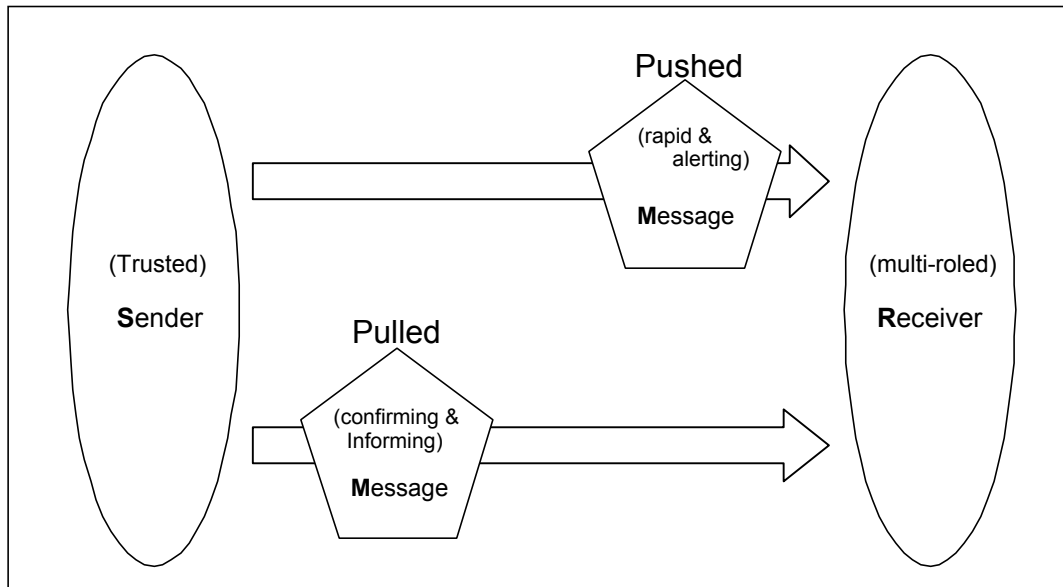 Pushed
(rapid &
alerting)
Message
(Trusted)
Sender
(multi-roled)
Receiver
Pulled
(confirming &
Informing)
Message